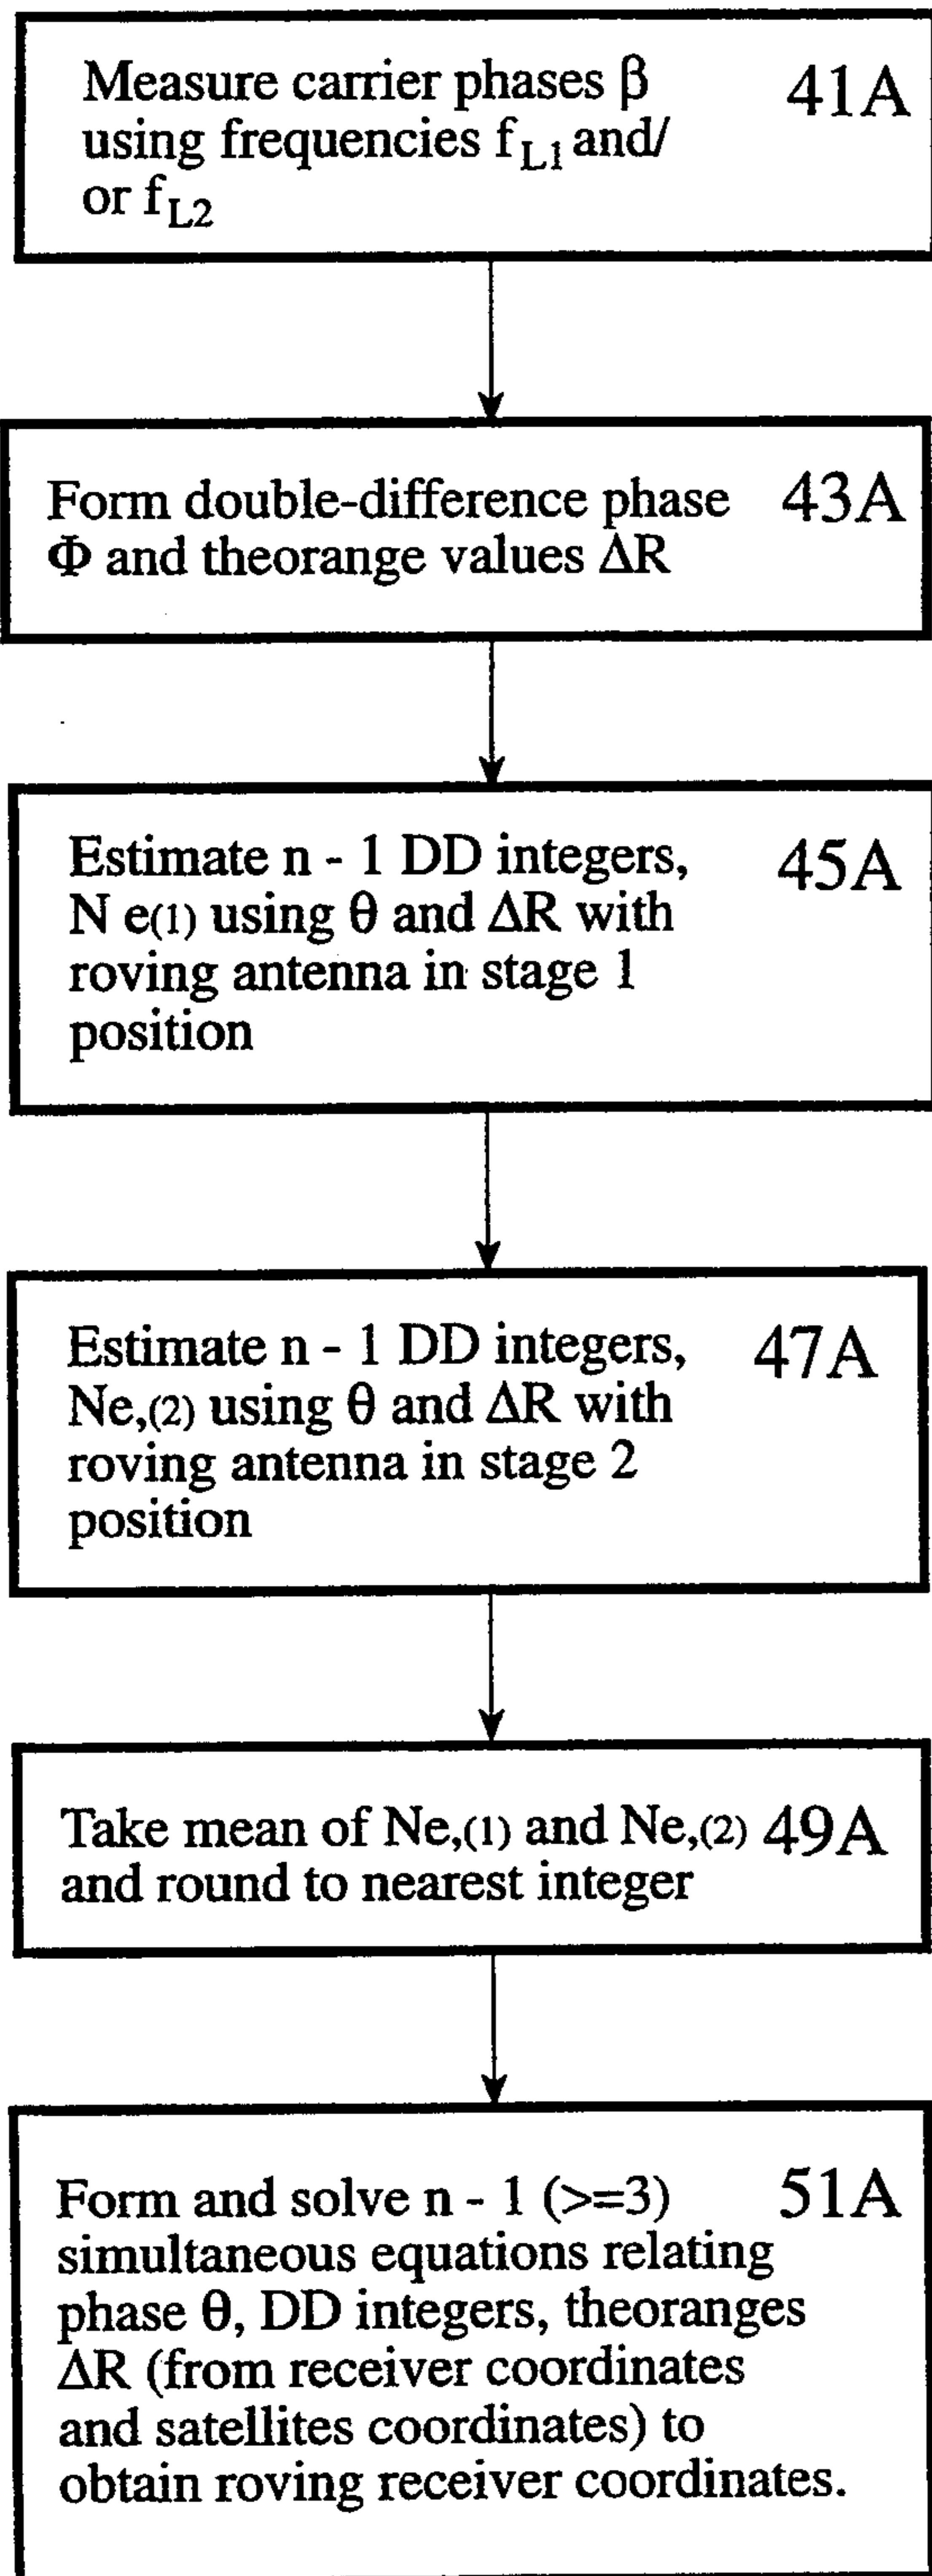 Measure carrier phases β 41A
using frequencies f_L1 and/
or f_L2
Form double-difference phase 43A
Φ and theorange values ΔR
Estimate n - 1 DD integers, 45A
N e(1) using θ and ΔR with
roving antenna in stage 1
position
Estimate n - 1 DD integers, 47A
Ne,(2) using θ and ΔR with
roving antenna in stage 2
position
Take mean of Ne,(1) and Ne,(2) 49A
and round to nearest integer
Form and solve n - 1 (>=3) 51A
simultaneous equations relating
phase θ, DD integers, theoranges
ΔR (from receiver coordinates
and satellites coordinates) to
obtain roving receiver coordinates.